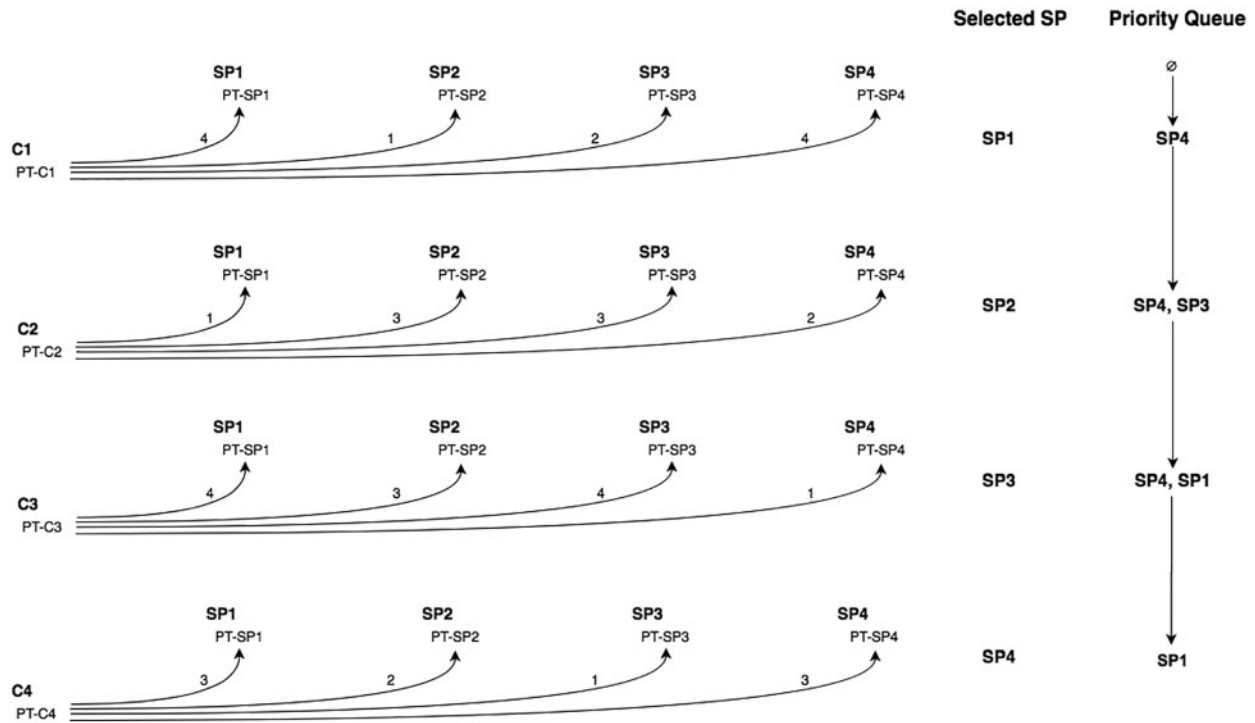 Selected SP Priority Queue
∅
SP1 SP2 SP3 SP4
PT-SP1 PT-SP2 PT-SP3 PT-SP4
4 1 2 4
SP1 SP4
C1
PT-C1
SP1 SP2 SP3 SP4
PT-SP1 PT-SP2 PT-SP3 PT-SP4
1 3 3 2
SP2 SP4, SP3
C2
PT-C2
SP1 SP2 SP3 SP4
PT-SP1 PT-SP2 PT-SP3 PT-SP4
4 3 4 1
SP3 SP4, SP1
C3
PT-C3
SP1 SP2 SP3 SP4
PT-SP1 PT-SP2 PT-SP3 PT-SP4
3 2 1 3
SP4 SP1
C4
PT-C4